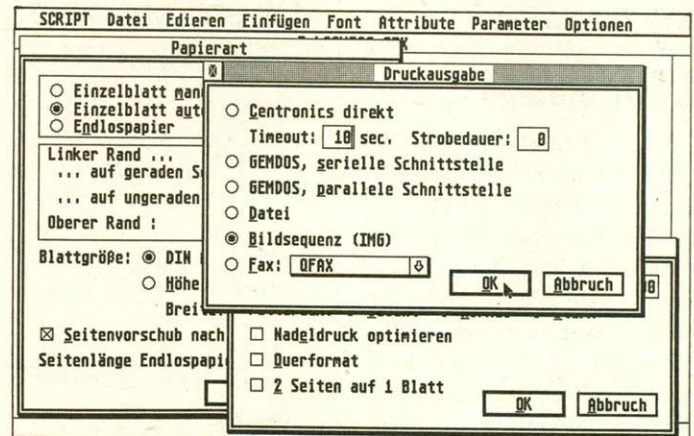 SCRIPT Datei Edieren Einfügen Font Attribute Parameter Optionen
Papierart
Einzelblatt
Einzelblatt
Endlospapier
Linker Rand ...
... auf geraden
... auf ungeraden
Oberer Rand :
Blattgröße: DIN
Höhe
Seitenvorschub nach
Seitenlänge
Druckausgabe
Centronics direkt
Timeout: 10 sec. Strobedauer: 0
GEMDOS, serielle Schnittstelle
GEMDOS, parallele Schnittstelle
Datei
Bildsequenz (IMG)
Fax: QFAX
OK Abbruch
Nadeldruck optimieren
Querformat
2 Seiten auf 1 Blatt
OK Abbruch